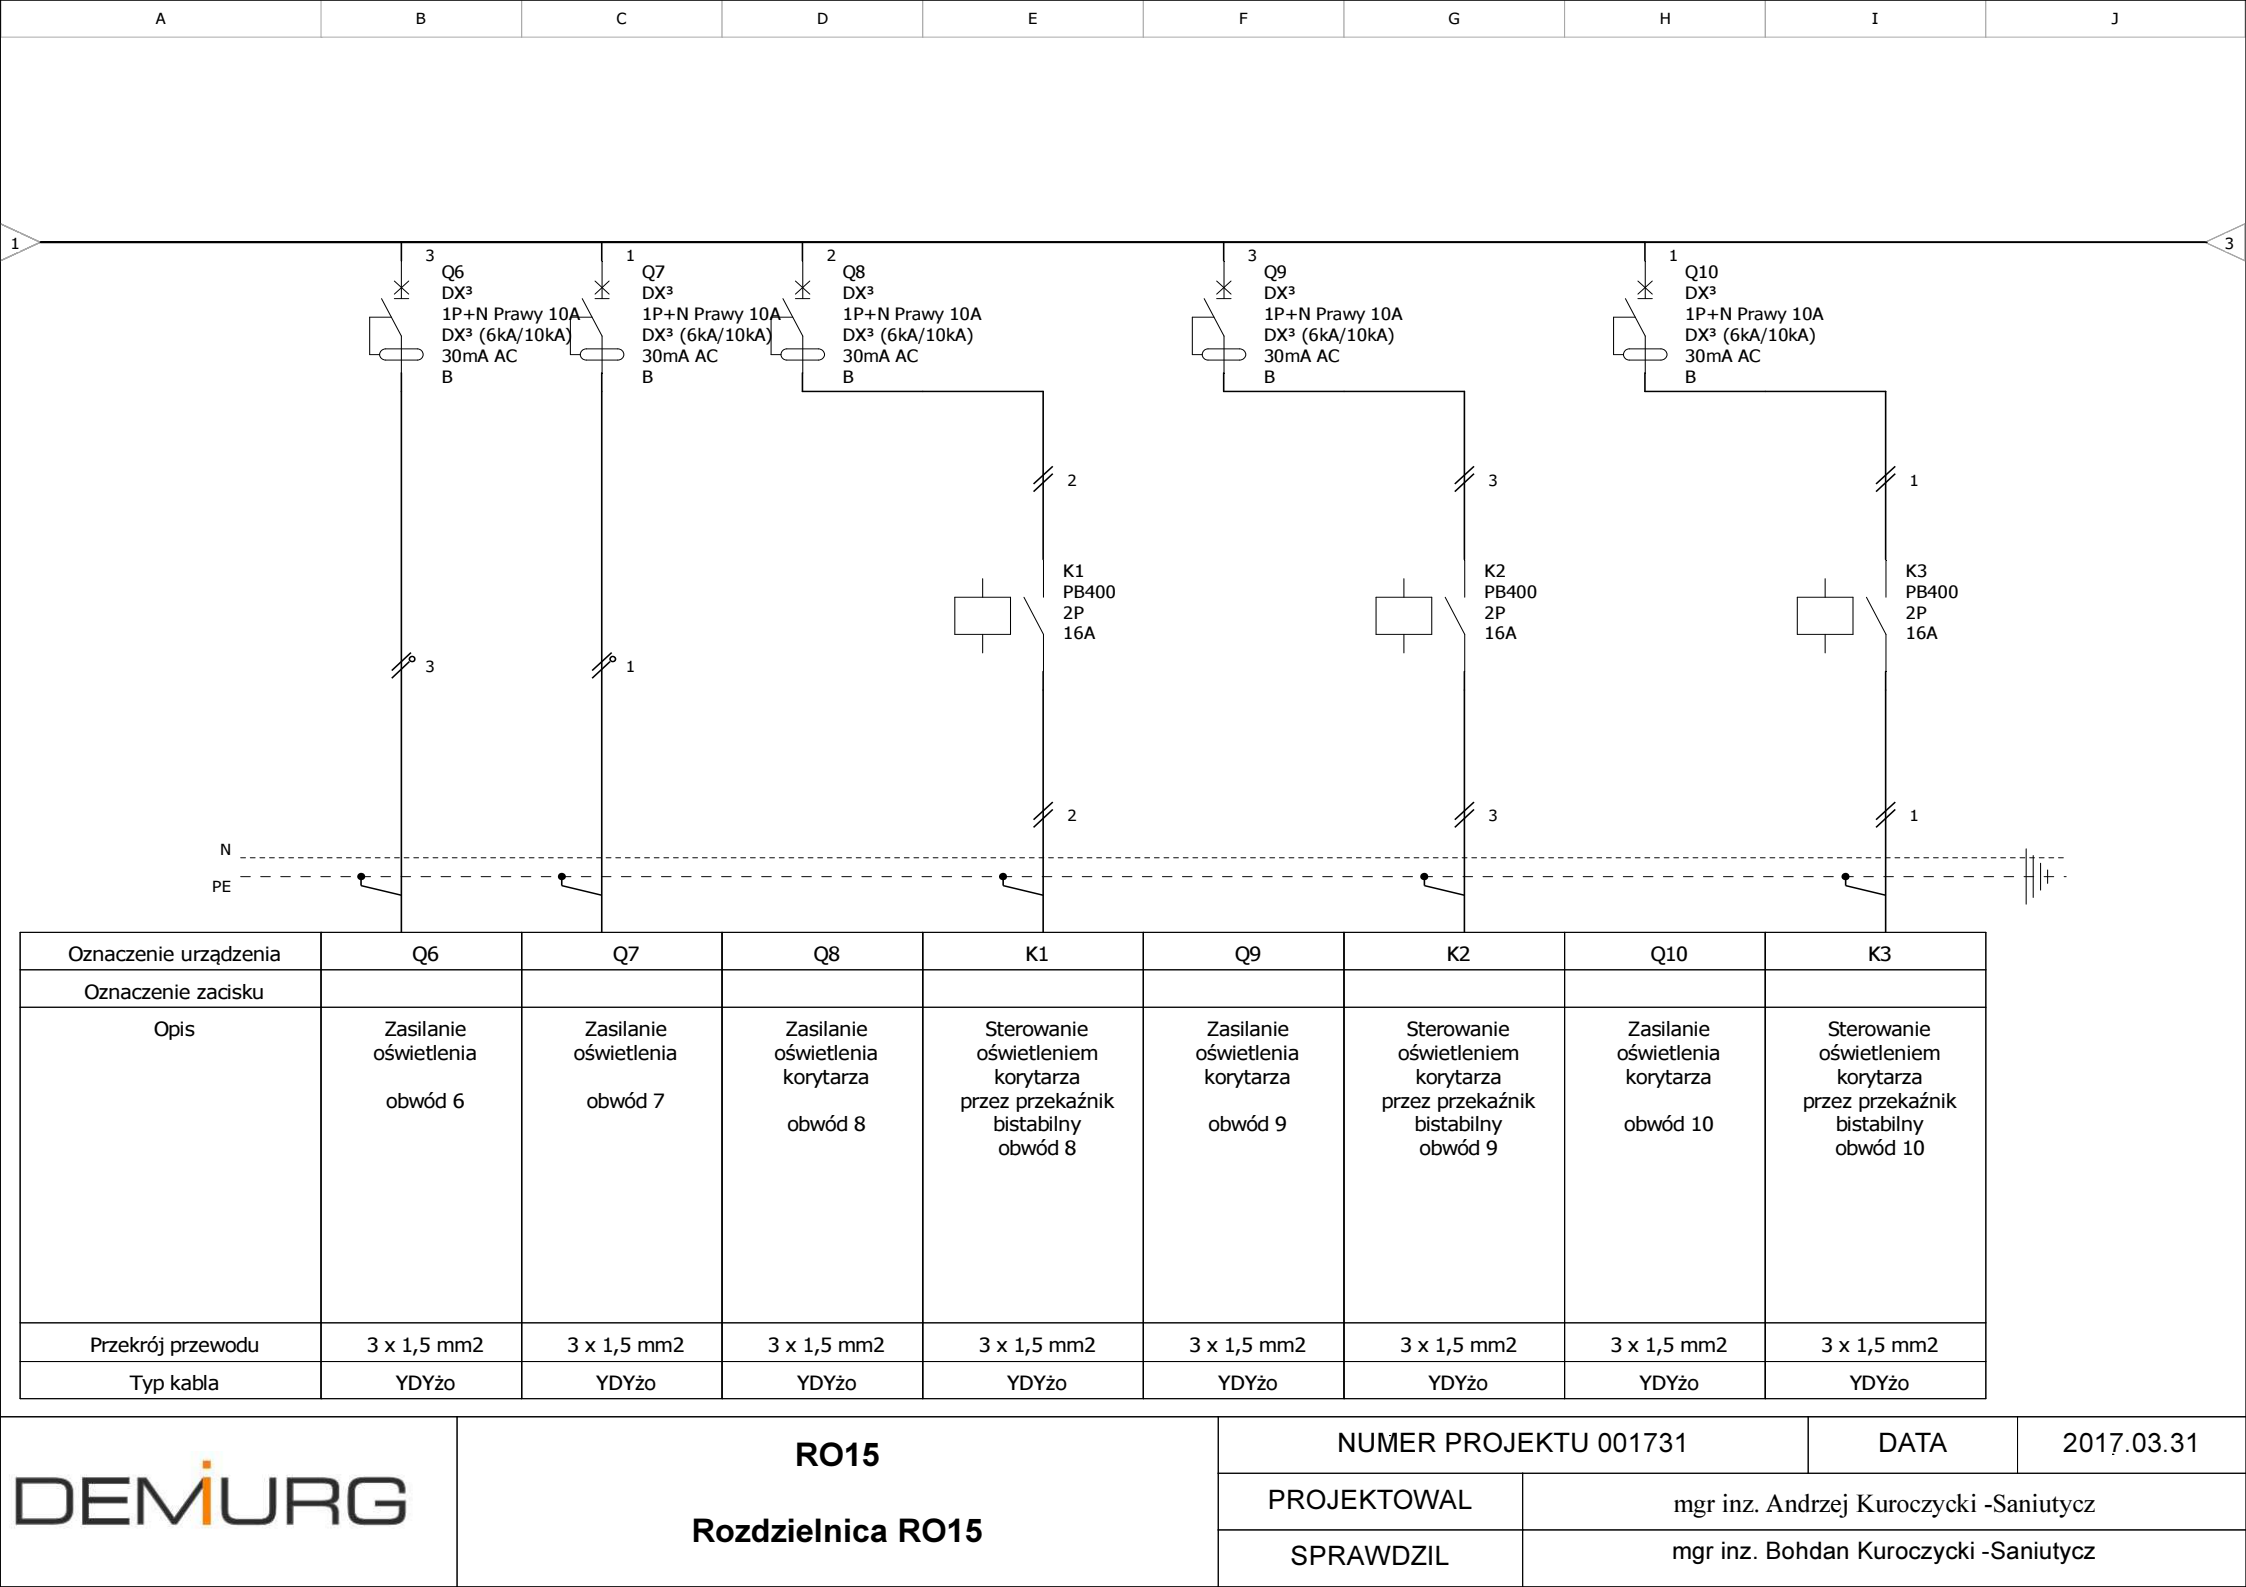 A B C D E F G H I J
1 3
3 1 2 3 1
Q6
DX³
1P+N Prawy 10A
DX³ (6kA/10kA)
30mA AC
B
Q7
DX³
1P+N Prawy 10A
DX³ (6kA/10kA)
30mA AC
B
Q8
DX³
1P+N Prawy 10A
DX³ (6kA/10kA)
30mA AC
B
Q9
DX³
1P+N Prawy 10A
DX³ (6kA/10kA)
30mA AC
B
Q10
DX³
1P+N Prawy 10A
DX³ (6kA/10kA)
30mA AC
B
2 3 1
K1
PB400
2P
16A
K2
PB400
2P
16A
K3
PB400
2P
16A
3 1
2 3 1
N
PE
Oznaczenie urządzenia Q6 Q7 Q8 K1 Q9 K2 Q10 K3
Oznaczenie zacisku
Opis
Zasilanie
oświetlenia
obwód 6
Zasilanie
oświetlenia
obwód 7
Zasilanie
oświetlenia
korytarza
obwód 8
Sterowanie
oświetleniem
korytarza
przez przekaźnik
bistabilny
obwód 8
Zasilanie
oświetlenia
korytarza
obwód 9
Sterowanie
oświetleniem
korytarza
przez przekaźnik
bistabilny
obwód 9
Zasilanie
oświetlenia
korytarza
obwód 10
Sterowanie
oświetleniem
korytarza
przez przekaźnik
bistabilny
obwód 10
Przekrój przewodu 3 x 1,5 mm2 3 x 1,5 mm2 3 x 1,5 mm2 3 x 1,5 mm2 3 x 1,5 mm2 3 x 1,5 mm2 3 x 1,5 mm2 3 x 1,5 mm2
Typ kabla YDYżo YDYżo YDYżo YDYżo YDYżo YDYżo YDYżo YDYżo
DEMiURG
RO15
Rozdzielnica RO15
NUMER PROJEKTU 001731 DATA 2017.03.31
PROJEKTOWAL mgr inz. Andrzej Kuroczycki -Saniutycz
SPRAWDZIL mgr inz. Bohdan Kuroczycki -Saniutycz